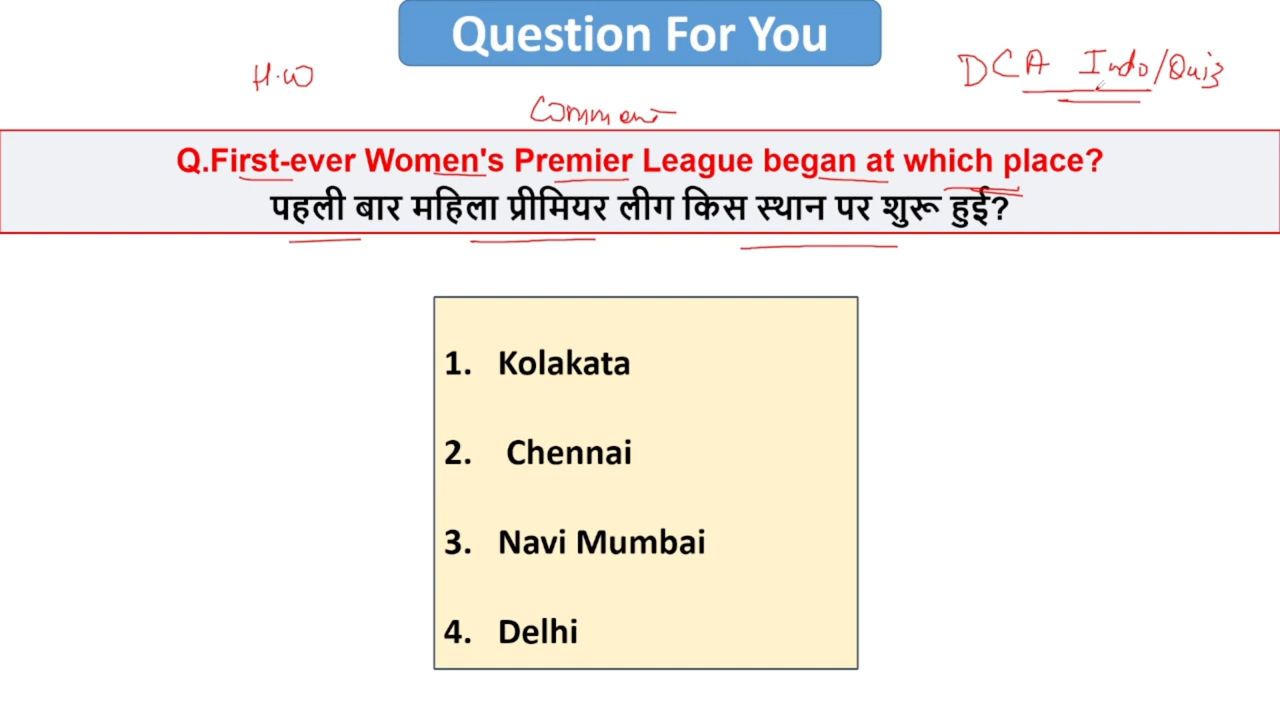 Question For You
H.W
DCA Indo/Quiz
Comment
Q.First-ever Women's Premier League began at which place?
पहली बार महिला प्रीमियर लीग किस स्थान पर शुरू हुई?
1. Kolakata
2. Chennai
3. Navi Mumbai
4. Delhi